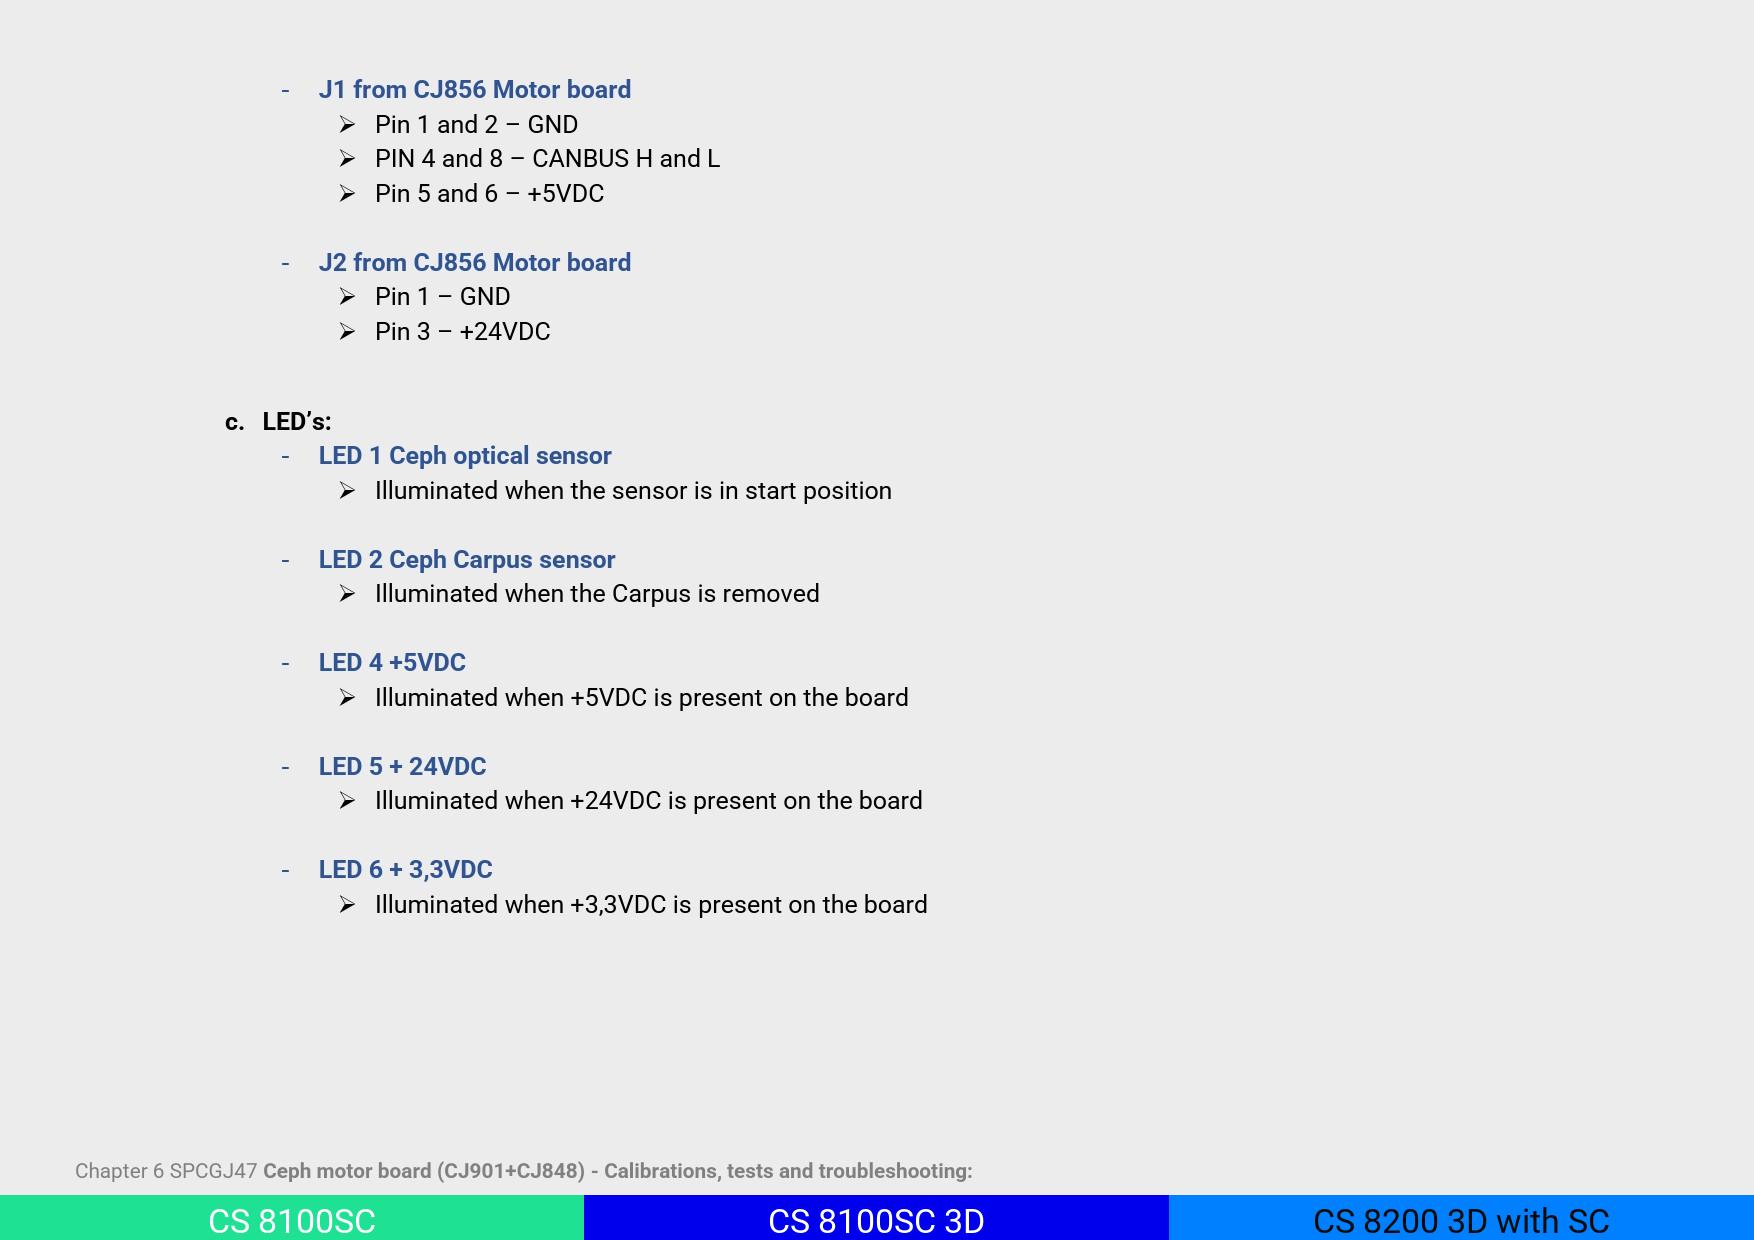 - J1 from CJ856 Motor board
➢ Pin 1 and 2 – GND
➢ PIN 4 and 8 – CANBUS H and L
➢ Pin 5 and 6 – +5VDC
- J2 from CJ856 Motor board
➢ Pin 1 – GND
➢ Pin 3 – +24VDC
c. LED’s:
- LED 1 Ceph optical sensor
➢ Illuminated when the sensor is in start position
- LED 2 Ceph Carpus sensor
➢ Illuminated when the Carpus is removed
- LED 4 +5VDC
➢ Illuminated when +5VDC is present on the board
- LED 5 + 24VDC
➢ Illuminated when +24VDC is present on the board
- LED 6 + 3,3VDC
➢ Illuminated when +3,3VDC is present on the board
Chapter 6 SPCGJ47 Ceph motor board (CJ901+CJ848) - Calibrations, tests and troubleshooting:
CS 8100SC CS 8100SC 3D CS 8200 3D with SC